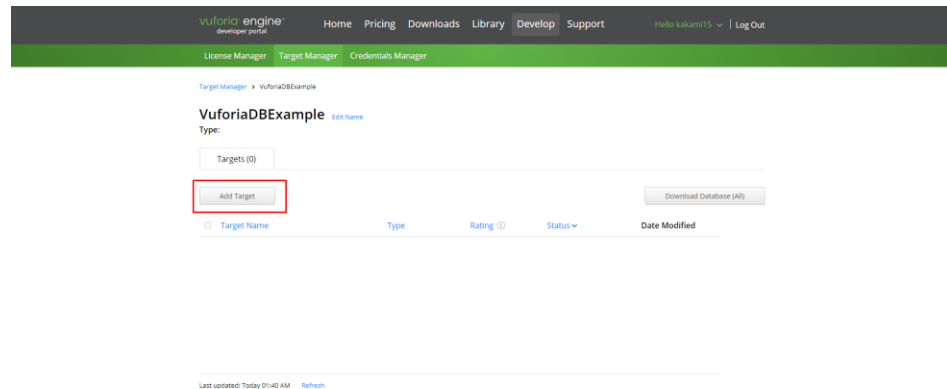 vuforia engine Home Pricing Downloads Library Develop Support Hello kakami15 Log Out
developer portal
License Manager Target Manager Credentials Manager
Target Manager > VuforiaDBExample
VuforiaDBExample Edit Name
Type:
Targets (0)
Add Target Download Database (All)
Target Name Type Rating Status Date Modified
Last updated: Today 01:40 AM Refresh